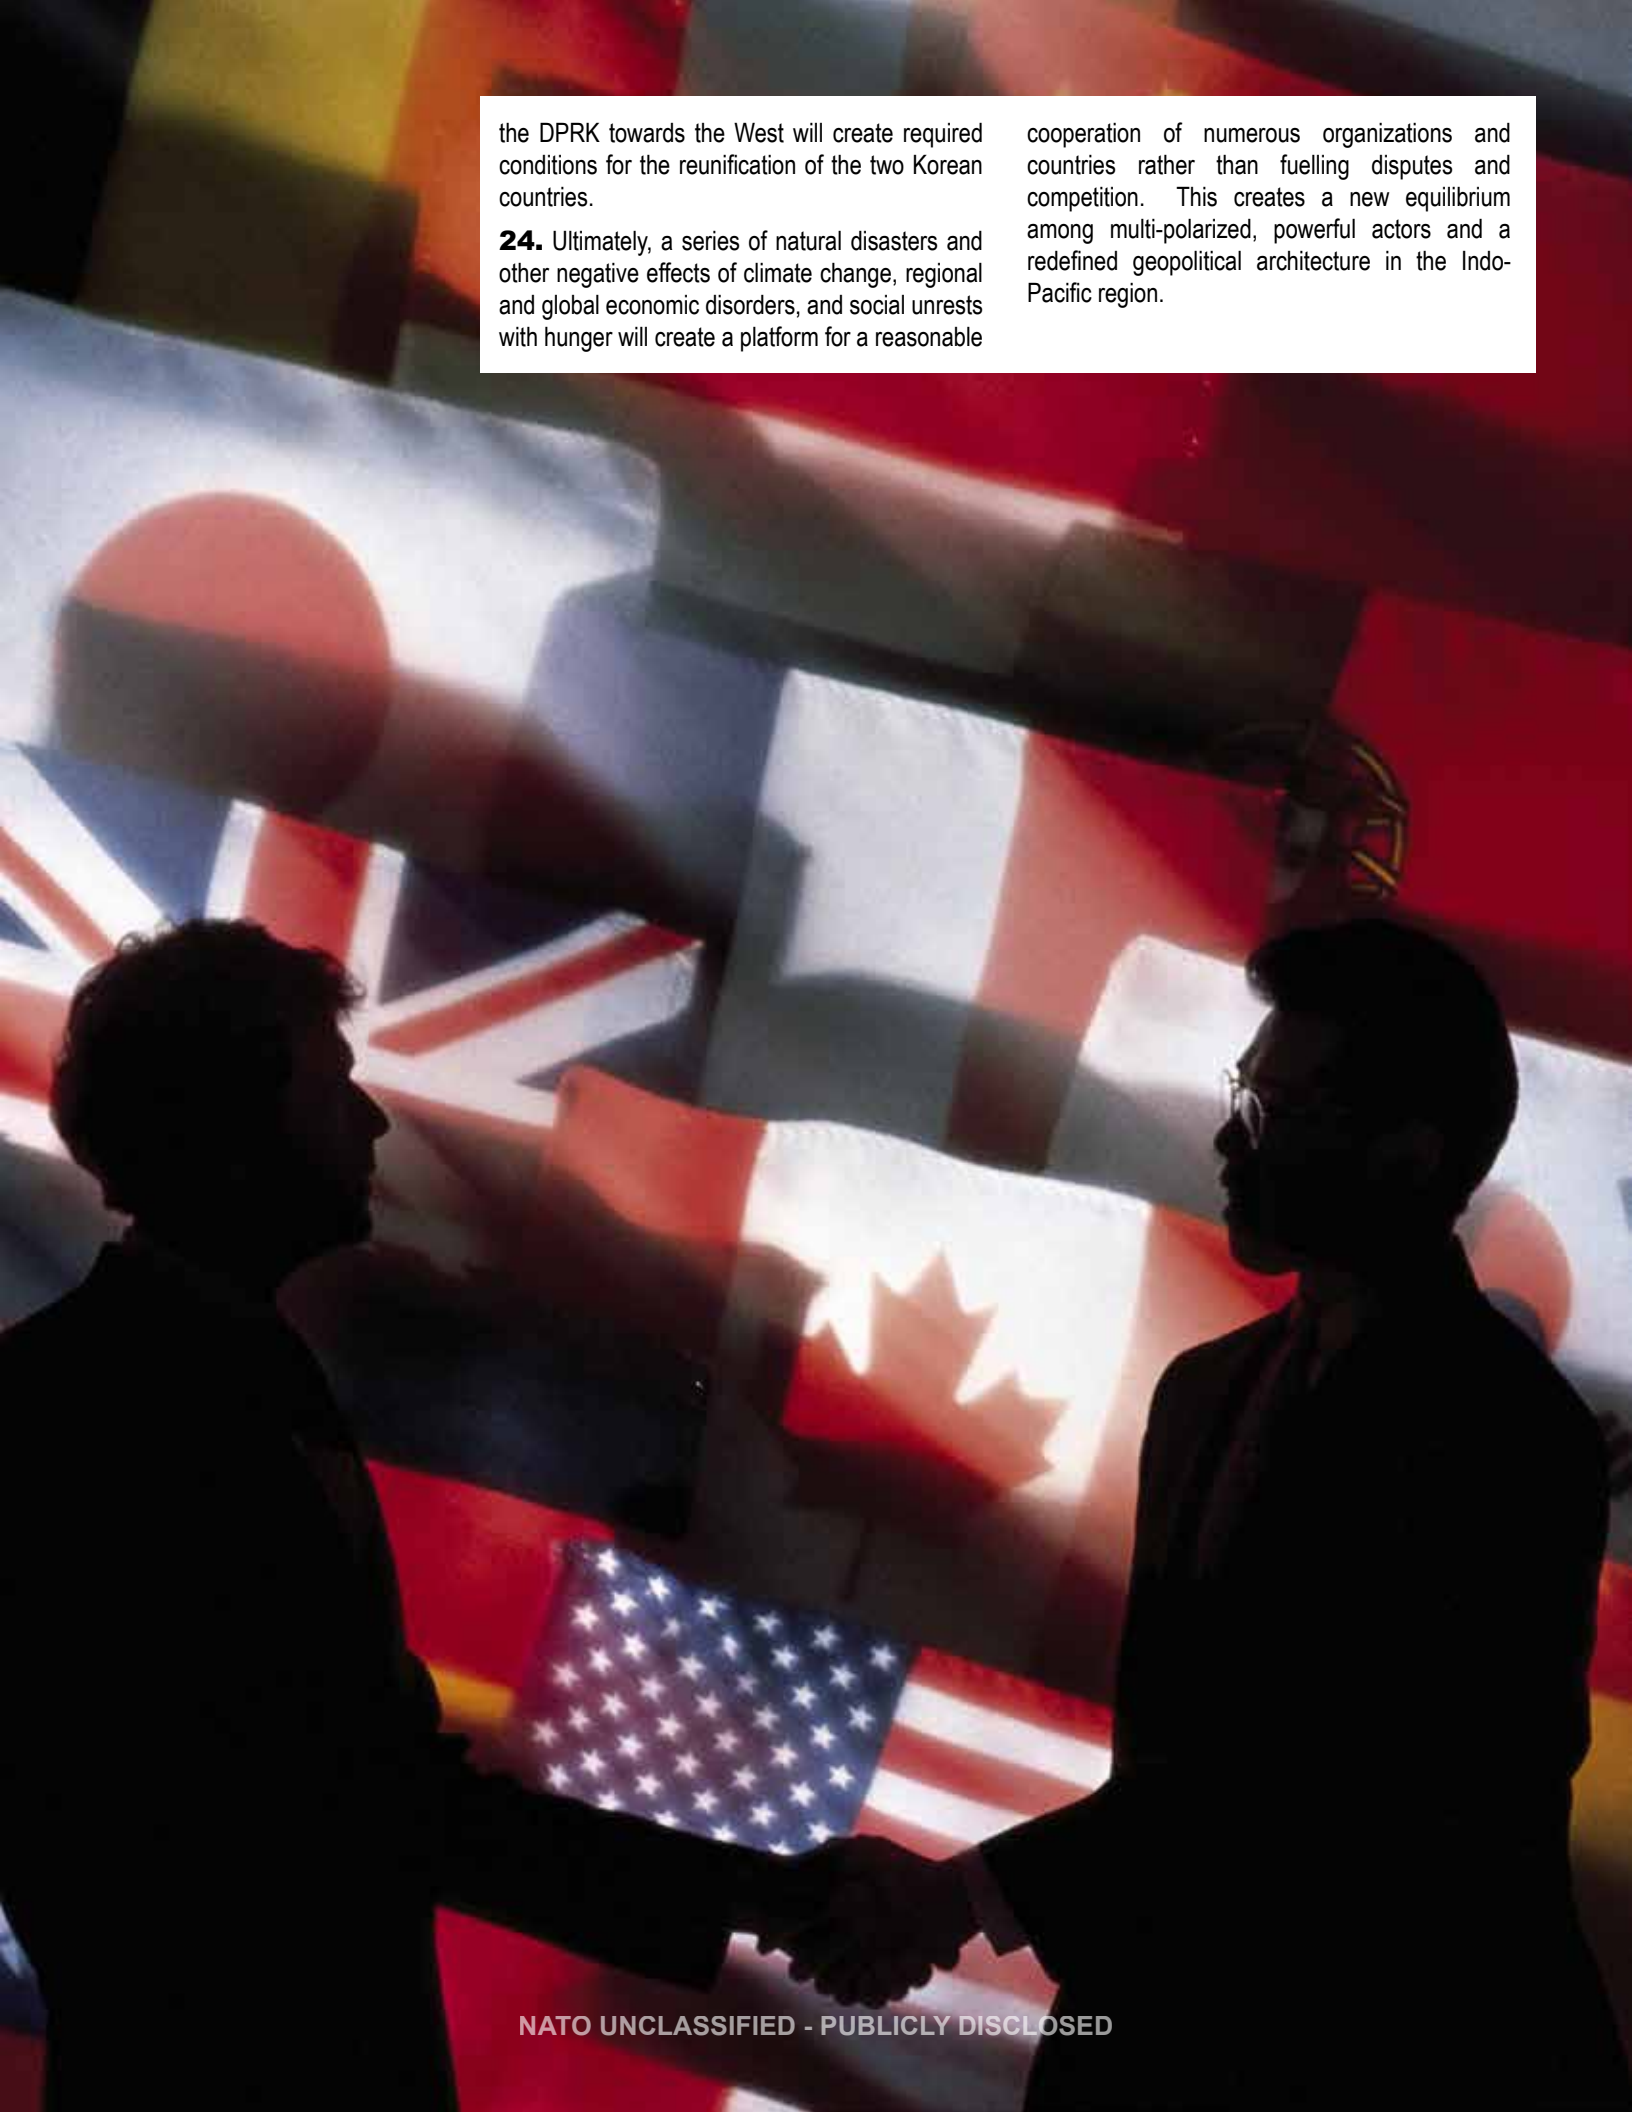 the DPRK towards the West will create required
conditions for the reunification of the two Korean
countries.
24. Ultimately, a series of natural disasters and
other negative effects of climate change, regional
and global economic disorders, and social unrests
with hunger will create a platform for a reasonable
cooperation of numerous organizations and
countries rather than fuelling disputes and
competition. This creates a new equilibrium
among multi-polarized, powerful actors and a
redefined geopolitical architecture in the Indo-
Pacific region.
NATO UNCLASSIFIED - PUBLICLY DISCLOSED